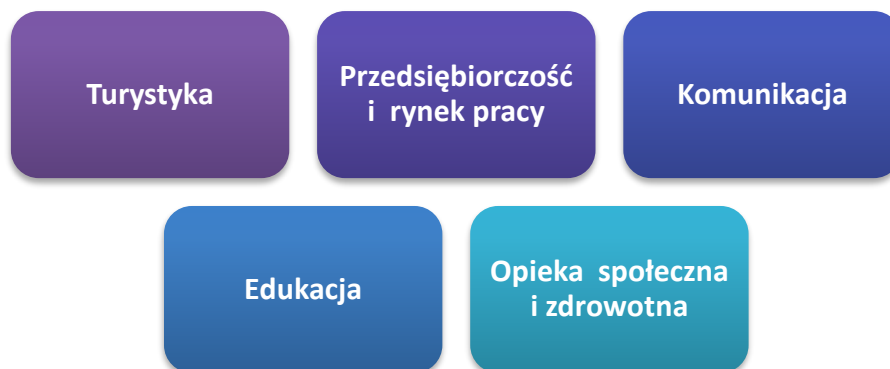 Turystyka
Przedsiębiorczość
i rynek pracy
Komunikacja
Edukacja
Opieka społeczna
i zdrowotna